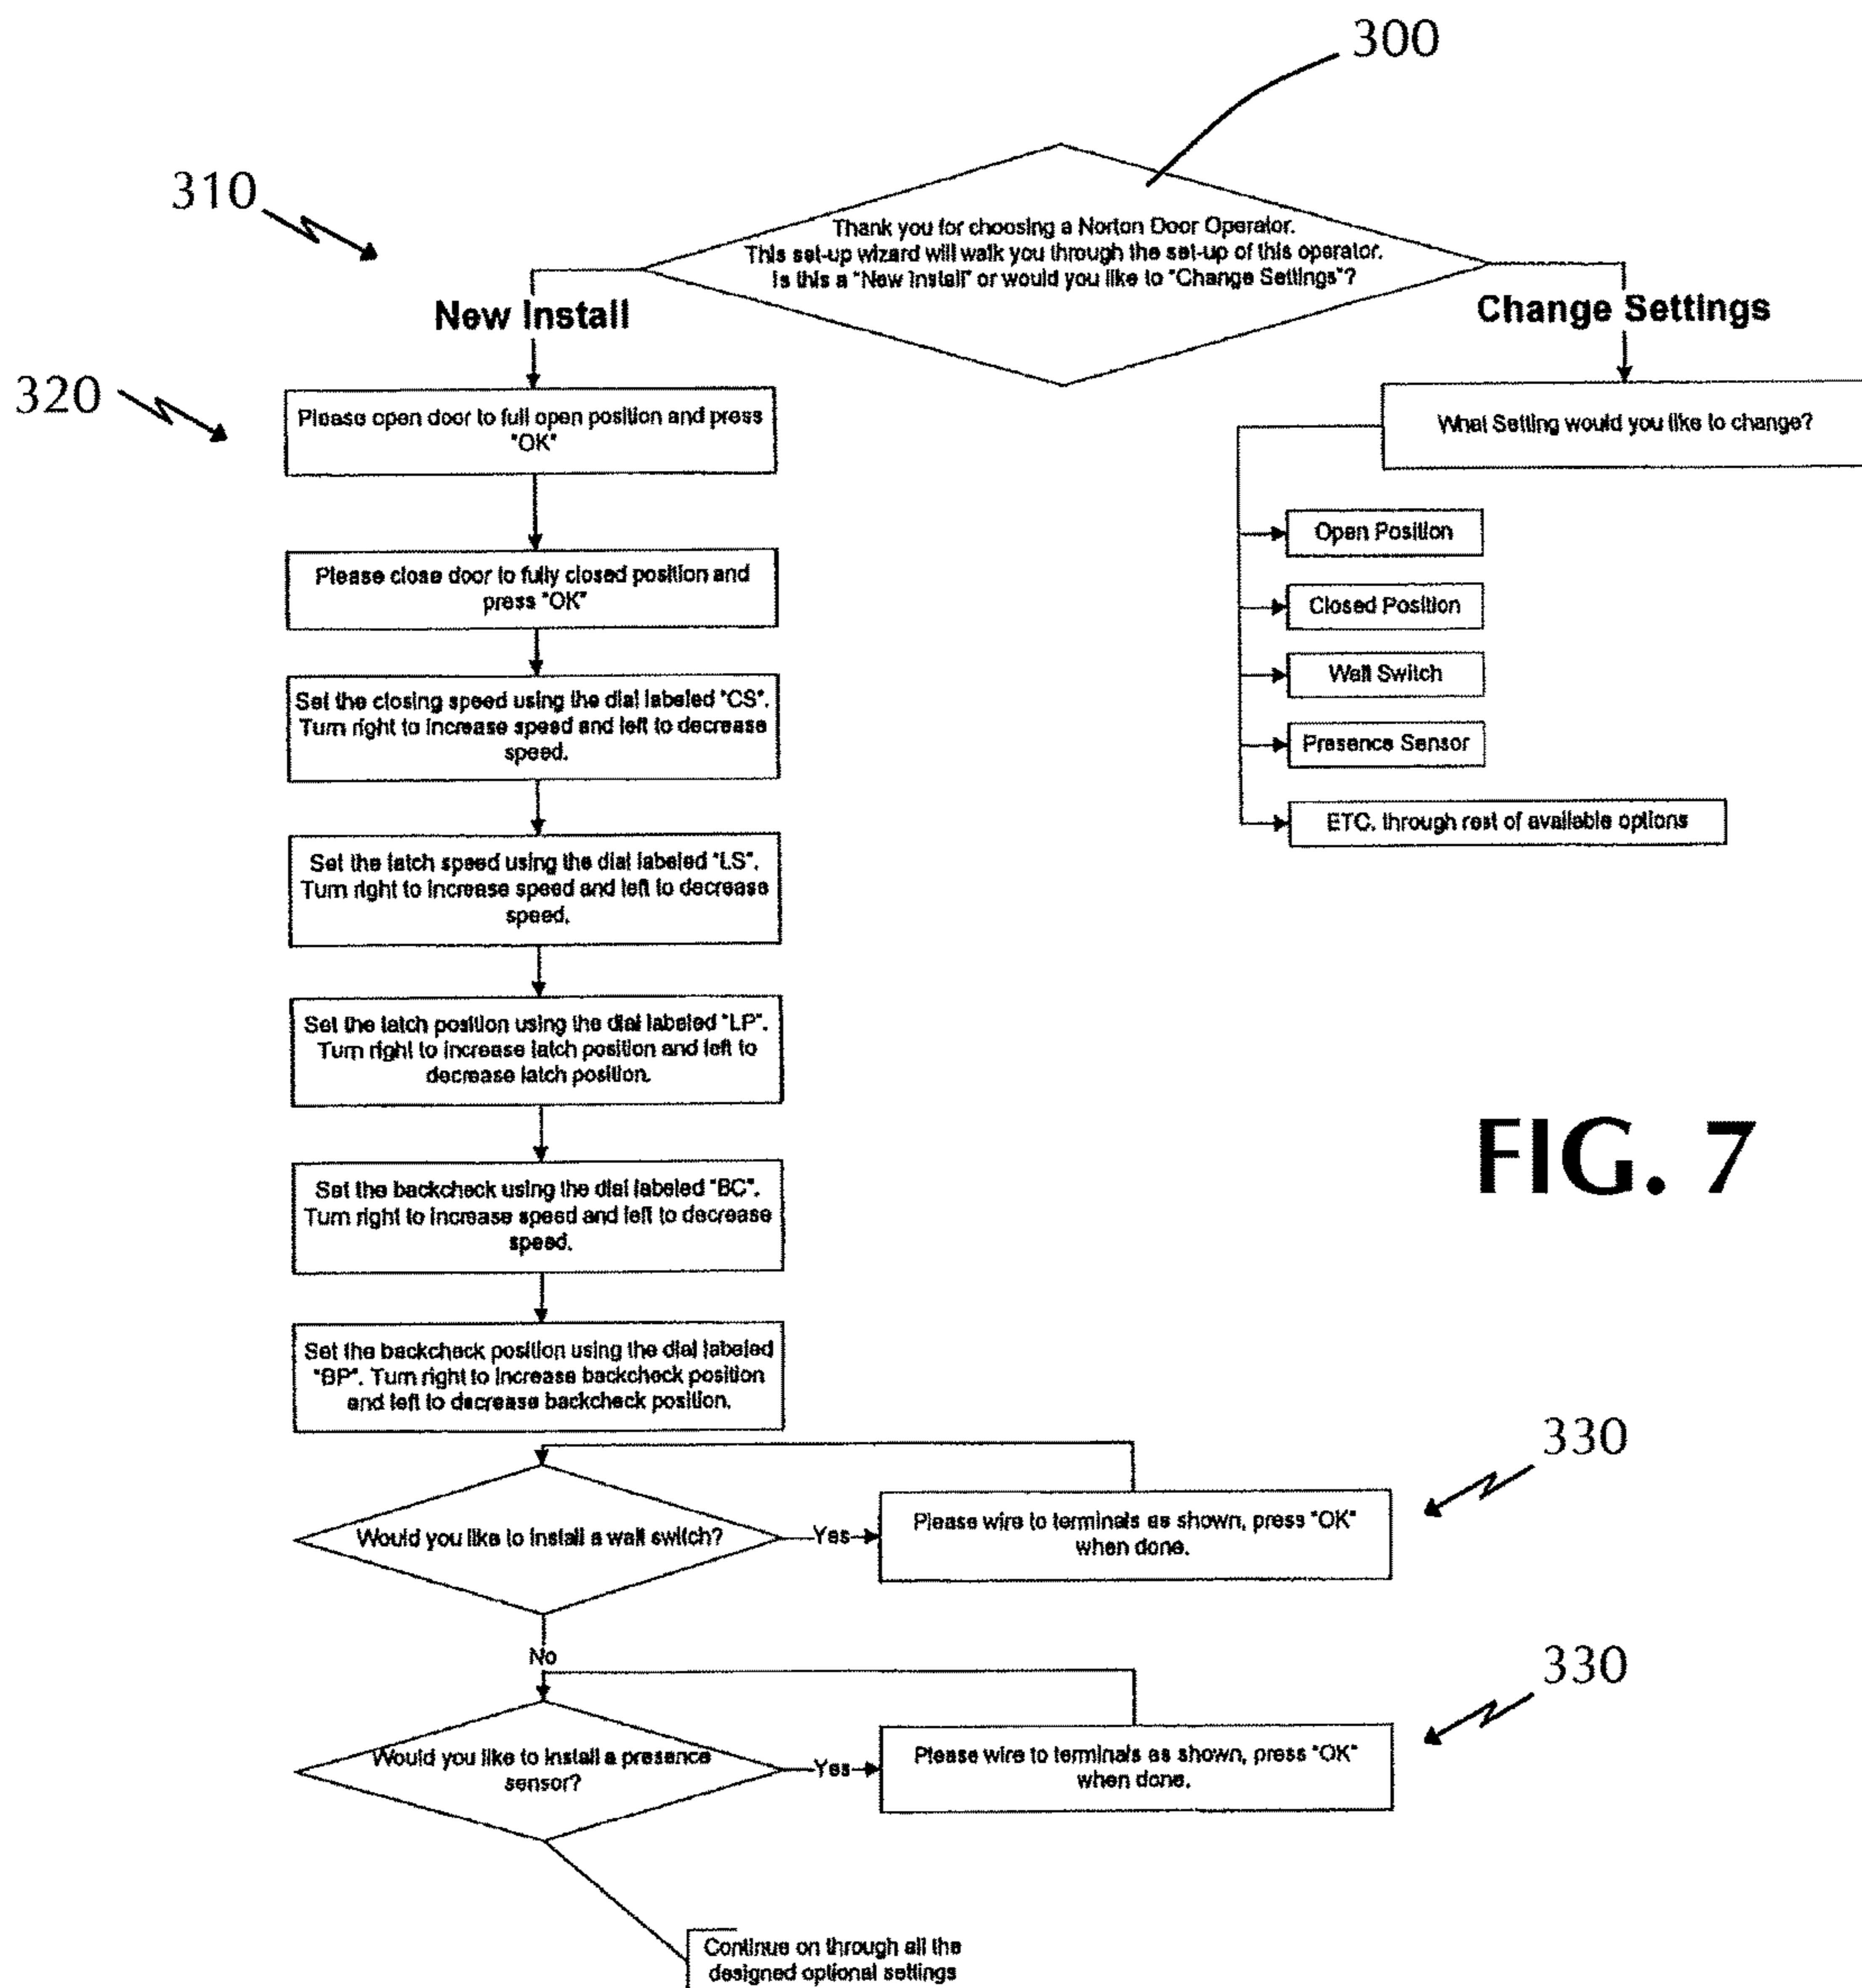 300
310
Thank you for choosing a Norton Door Operator.
This set-up wizard will walk you through the set-up of this operator.
Is this a "New Install" or would you like to "Change Settings"?
New Install
Change Settings
320
Please open door to full open position and press
"OK"
What Setting would you like to change?
Please close door to fully closed position and
press "OK"
Open Position
Closed Position
Wall Switch
Presence Sensor
ETC. through rest of available options
Set the closing speed using the dial labeled "CS".
Turn right to increase speed and left to decrease
speed.
Set the latch speed using the dial labeled "LS".
Turn right to increase speed and left to decrease
speed.
Set the latch position using the dial labeled "LP".
Turn right to increase latch position and left to
decrease latch position.
FIG. 7
Set the backcheck using the dial labeled "BC".
Turn right to increase speed and left to decrease
speed.
Set the backcheck position using the dial labeled
"BP". Turn right to increase backcheck position
and left to decrease backcheck position.
330
Would you like to install a wall switch?
Yes
Please wire to terminals as shown, press "OK"
when done.
No
330
Would you like to install a presence
sensor?
Yes
Please wire to terminals as shown, press "OK"
when done.
Continue on through all the
designed optional settings